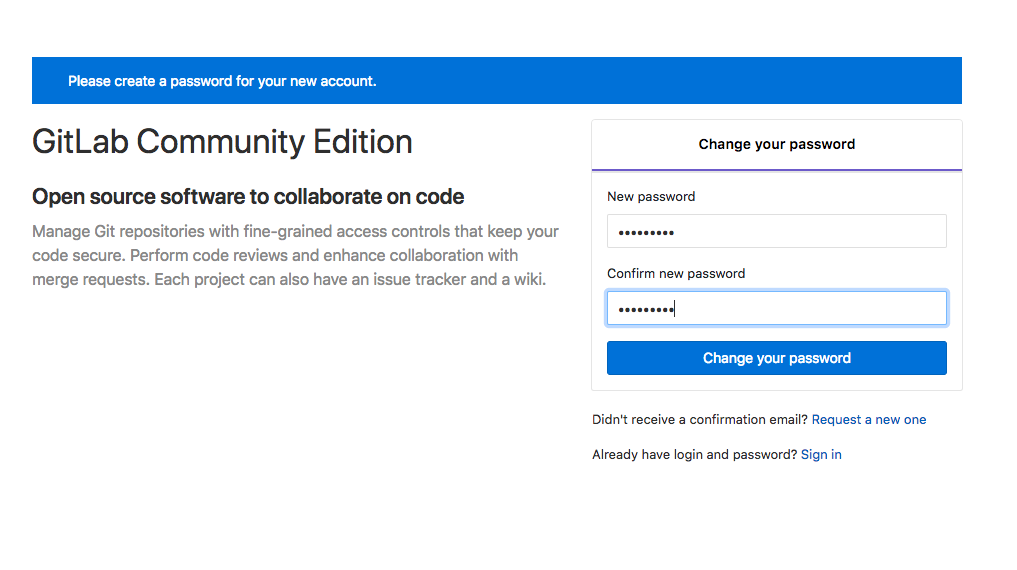 Please create a password for your new account.
GitLab Community Edition
Open source software to collaborate on code
Manage Git repositories with fine-grained access controls that keep your
code secure. Perform code reviews and enhance collaboration with
merge requests. Each project can also have an issue tracker and a wiki.
Change your password
New password
•••••••••
Confirm new password
•••••••••
Change your password
Didn't receive a confirmation email? Request a new one
Already have login and password? Sign in